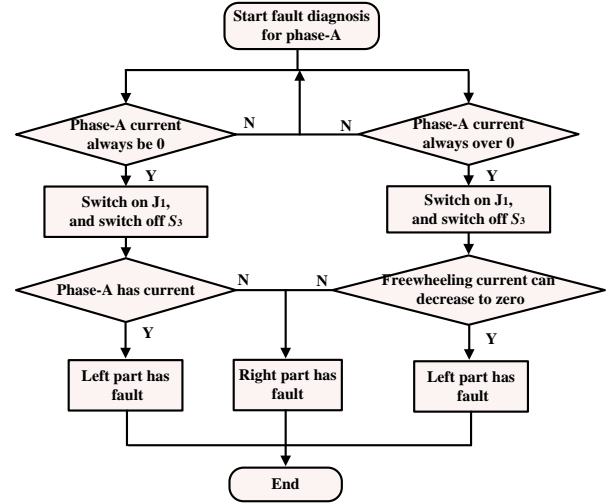 Start fault diagnosis
for phase-A
Phase-A current
always be 0
N
N
Phase-A current
always over 0
Y
Y
Switch on J1,
and switch off S3
Switch on J1,
and switch off S3
Phase-A has current
N
N
Freewheeling current can
decrease to zero
Y
Y
Left part has
fault
Right part has
fault
Left part has
fault
End